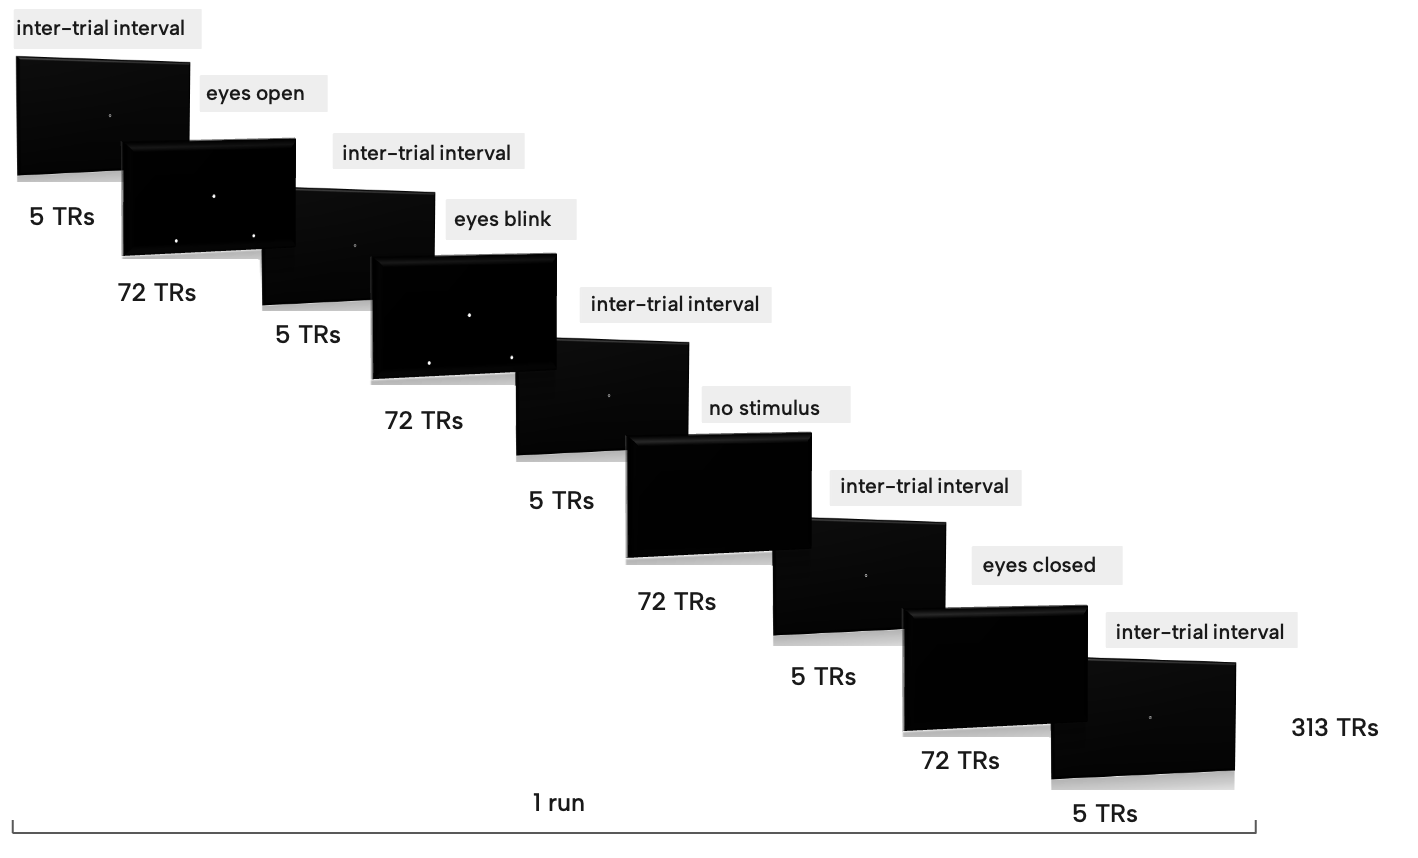 inter-trial interval
eyes open
inter-trial interval
5 TRs
eyes blink
72 TRs
inter-trial interval
5 TRs
no stimulus
72 TRs
inter-trial interval
5 TRs
eyes closed
72 TRs
inter-trial interval
5 TRs
313 TRs
72 TRs
1 run
5 TRs